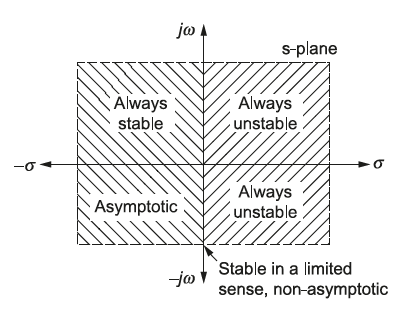 jω
s-plane
Always
stable
Always
unstable
–σ
σ
Asymptotic
Always
unstable
–jω
Stable in a limited
sense, non-asymptotic